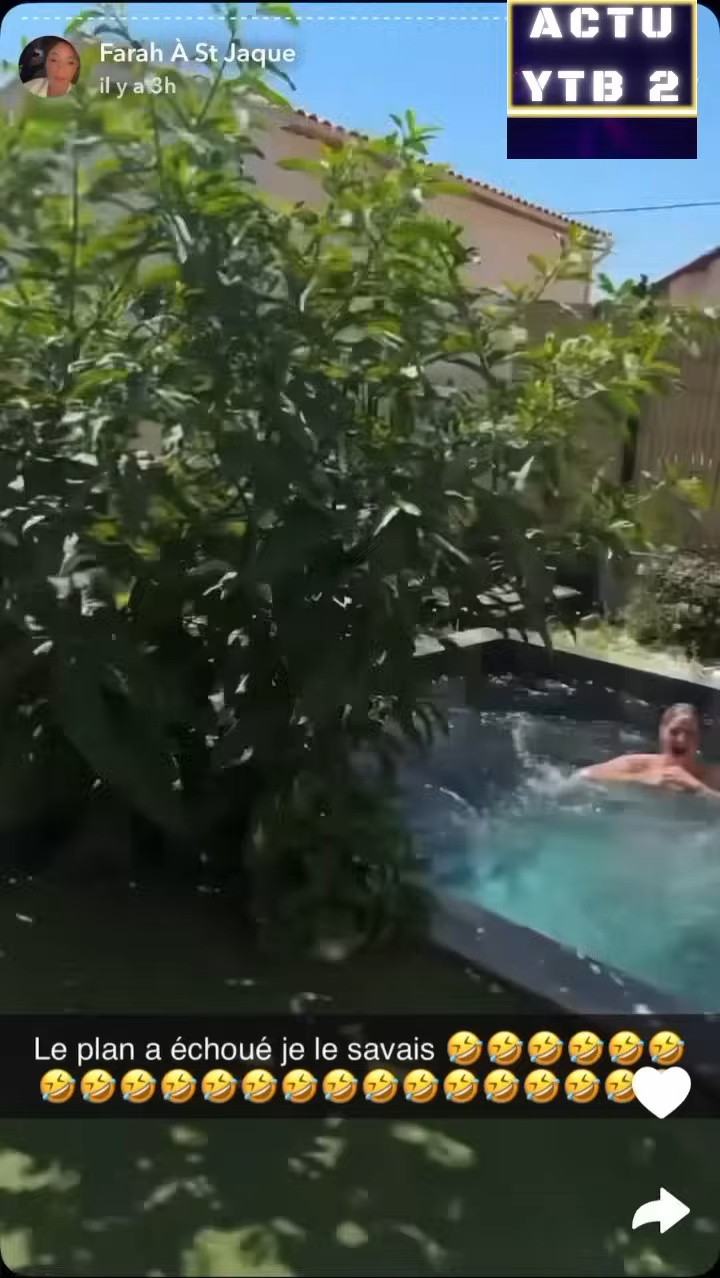 Farah À St Jaque
il y a 3h
ACTU
YTB 2
Le plan a échoué je le savais 🤣🤣🤣🤣🤣🤣
🤣🤣🤣🤣🤣🤣🤣🤣🤣🤣🤣🤣🤣🤣🤣